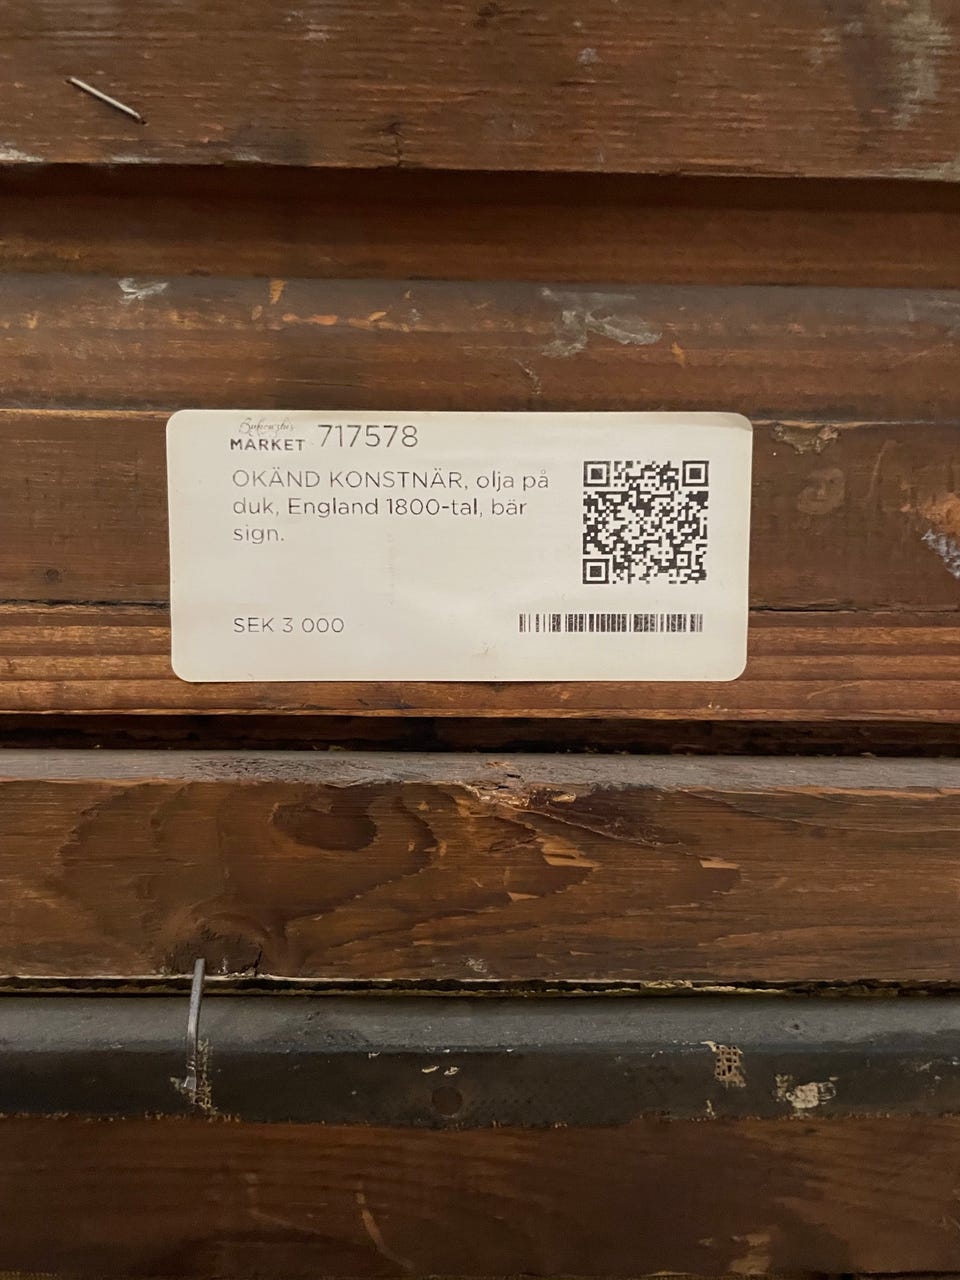 Bukowskis
MARKET 717578
OKÄND KONSTNÄR, olja på
duk, England 1800-tal, bär
sign.
SEK 3 000